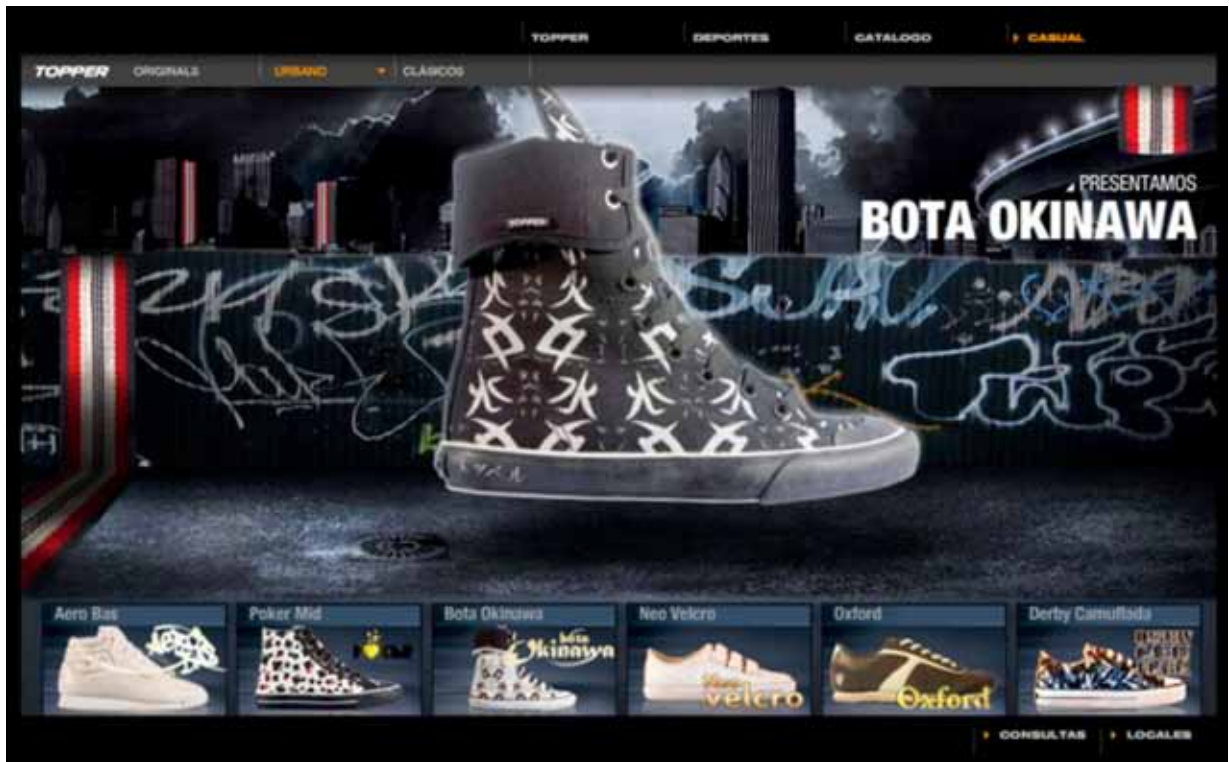 TOPPER
DEPORTES
CATALOGO
CASUAL
TOPPER
ORIGINALS
URBANO
CLÁSICOS
PRESENTAMOS
BOTA OKINAWA
TOPPER
Aero Bas
Poker Mid
Bota Okinawa
Neo Velcro
Oxford
Derby Camuflada
bota
Okinawa
velcro
Oxford
CONSULTAS
LOCALES